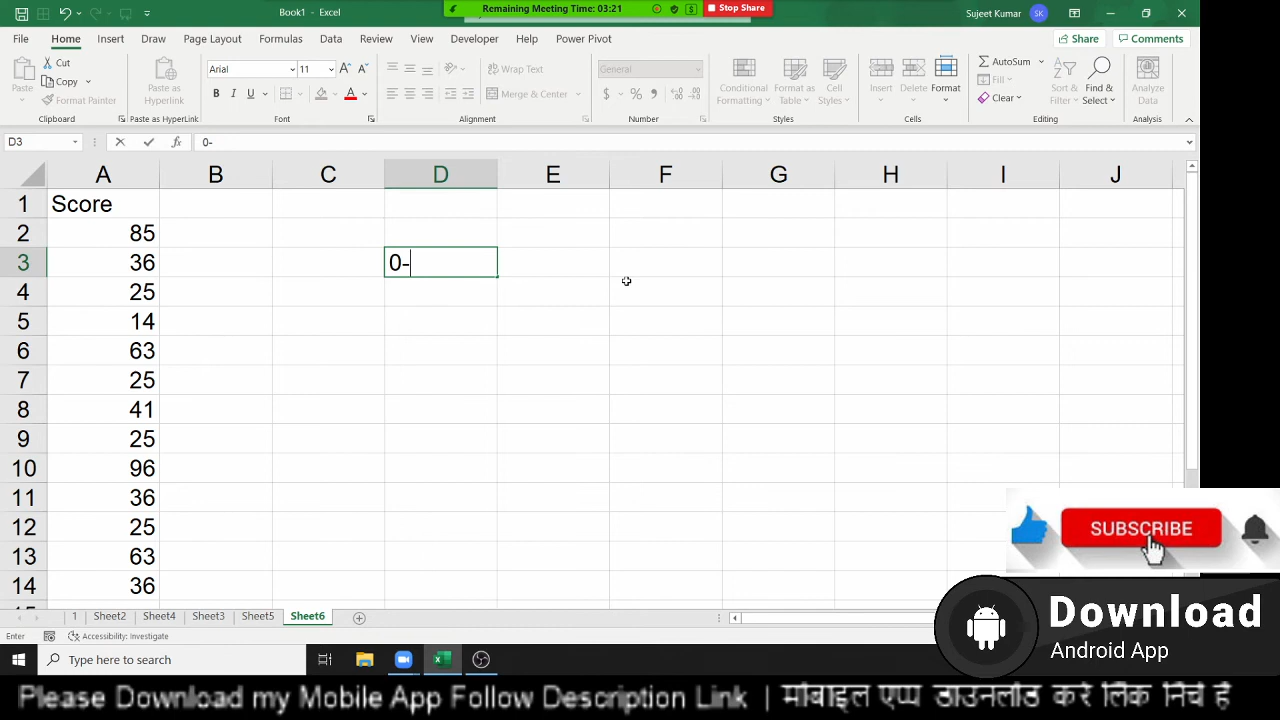 Book1 - Excel
Remaining Meeting Time: 03:21
Stop Share
Sujeet Kumar
SK
File
Home
Insert
Draw
Page Layout
Formulas
Data
Review
View
Developer
Help
Power Pivot
Share
Comments
Paste
Cut
Copy
Format Painter
Clipboard
Paste as
Hyperlink
Paste as Hyperlink
Arial
11
B I U
Font
Wrap Text
Merge & Center
Alignment
General
$ % ,
Number
Conditional
Formatting
Format as
Table
Cell
Styles
Styles
Insert
Delete
Format
Cells
AutoSum
Fill
Clear
Sort &
Filter
Find &
Select
Editing
Analyze
Data
Analysis
D3
fx
0-
A B C D E F G H I J
1 Score
2 85
3 36 0-
4 25
5 14
6 63
7 25
8 41
9 25
10 96
11 36
12 25
13 63
14 36
SUBSCRIBE
Download
Android App
1 Sheet2 Sheet4 Sheet3 Sheet5 Sheet6
Enter
Accessibility: Investigate
Type here to search
Please Download my Mobile App Follow Description Link | मोबाइल एप्प डाउनलोड करे लिंक निचे है